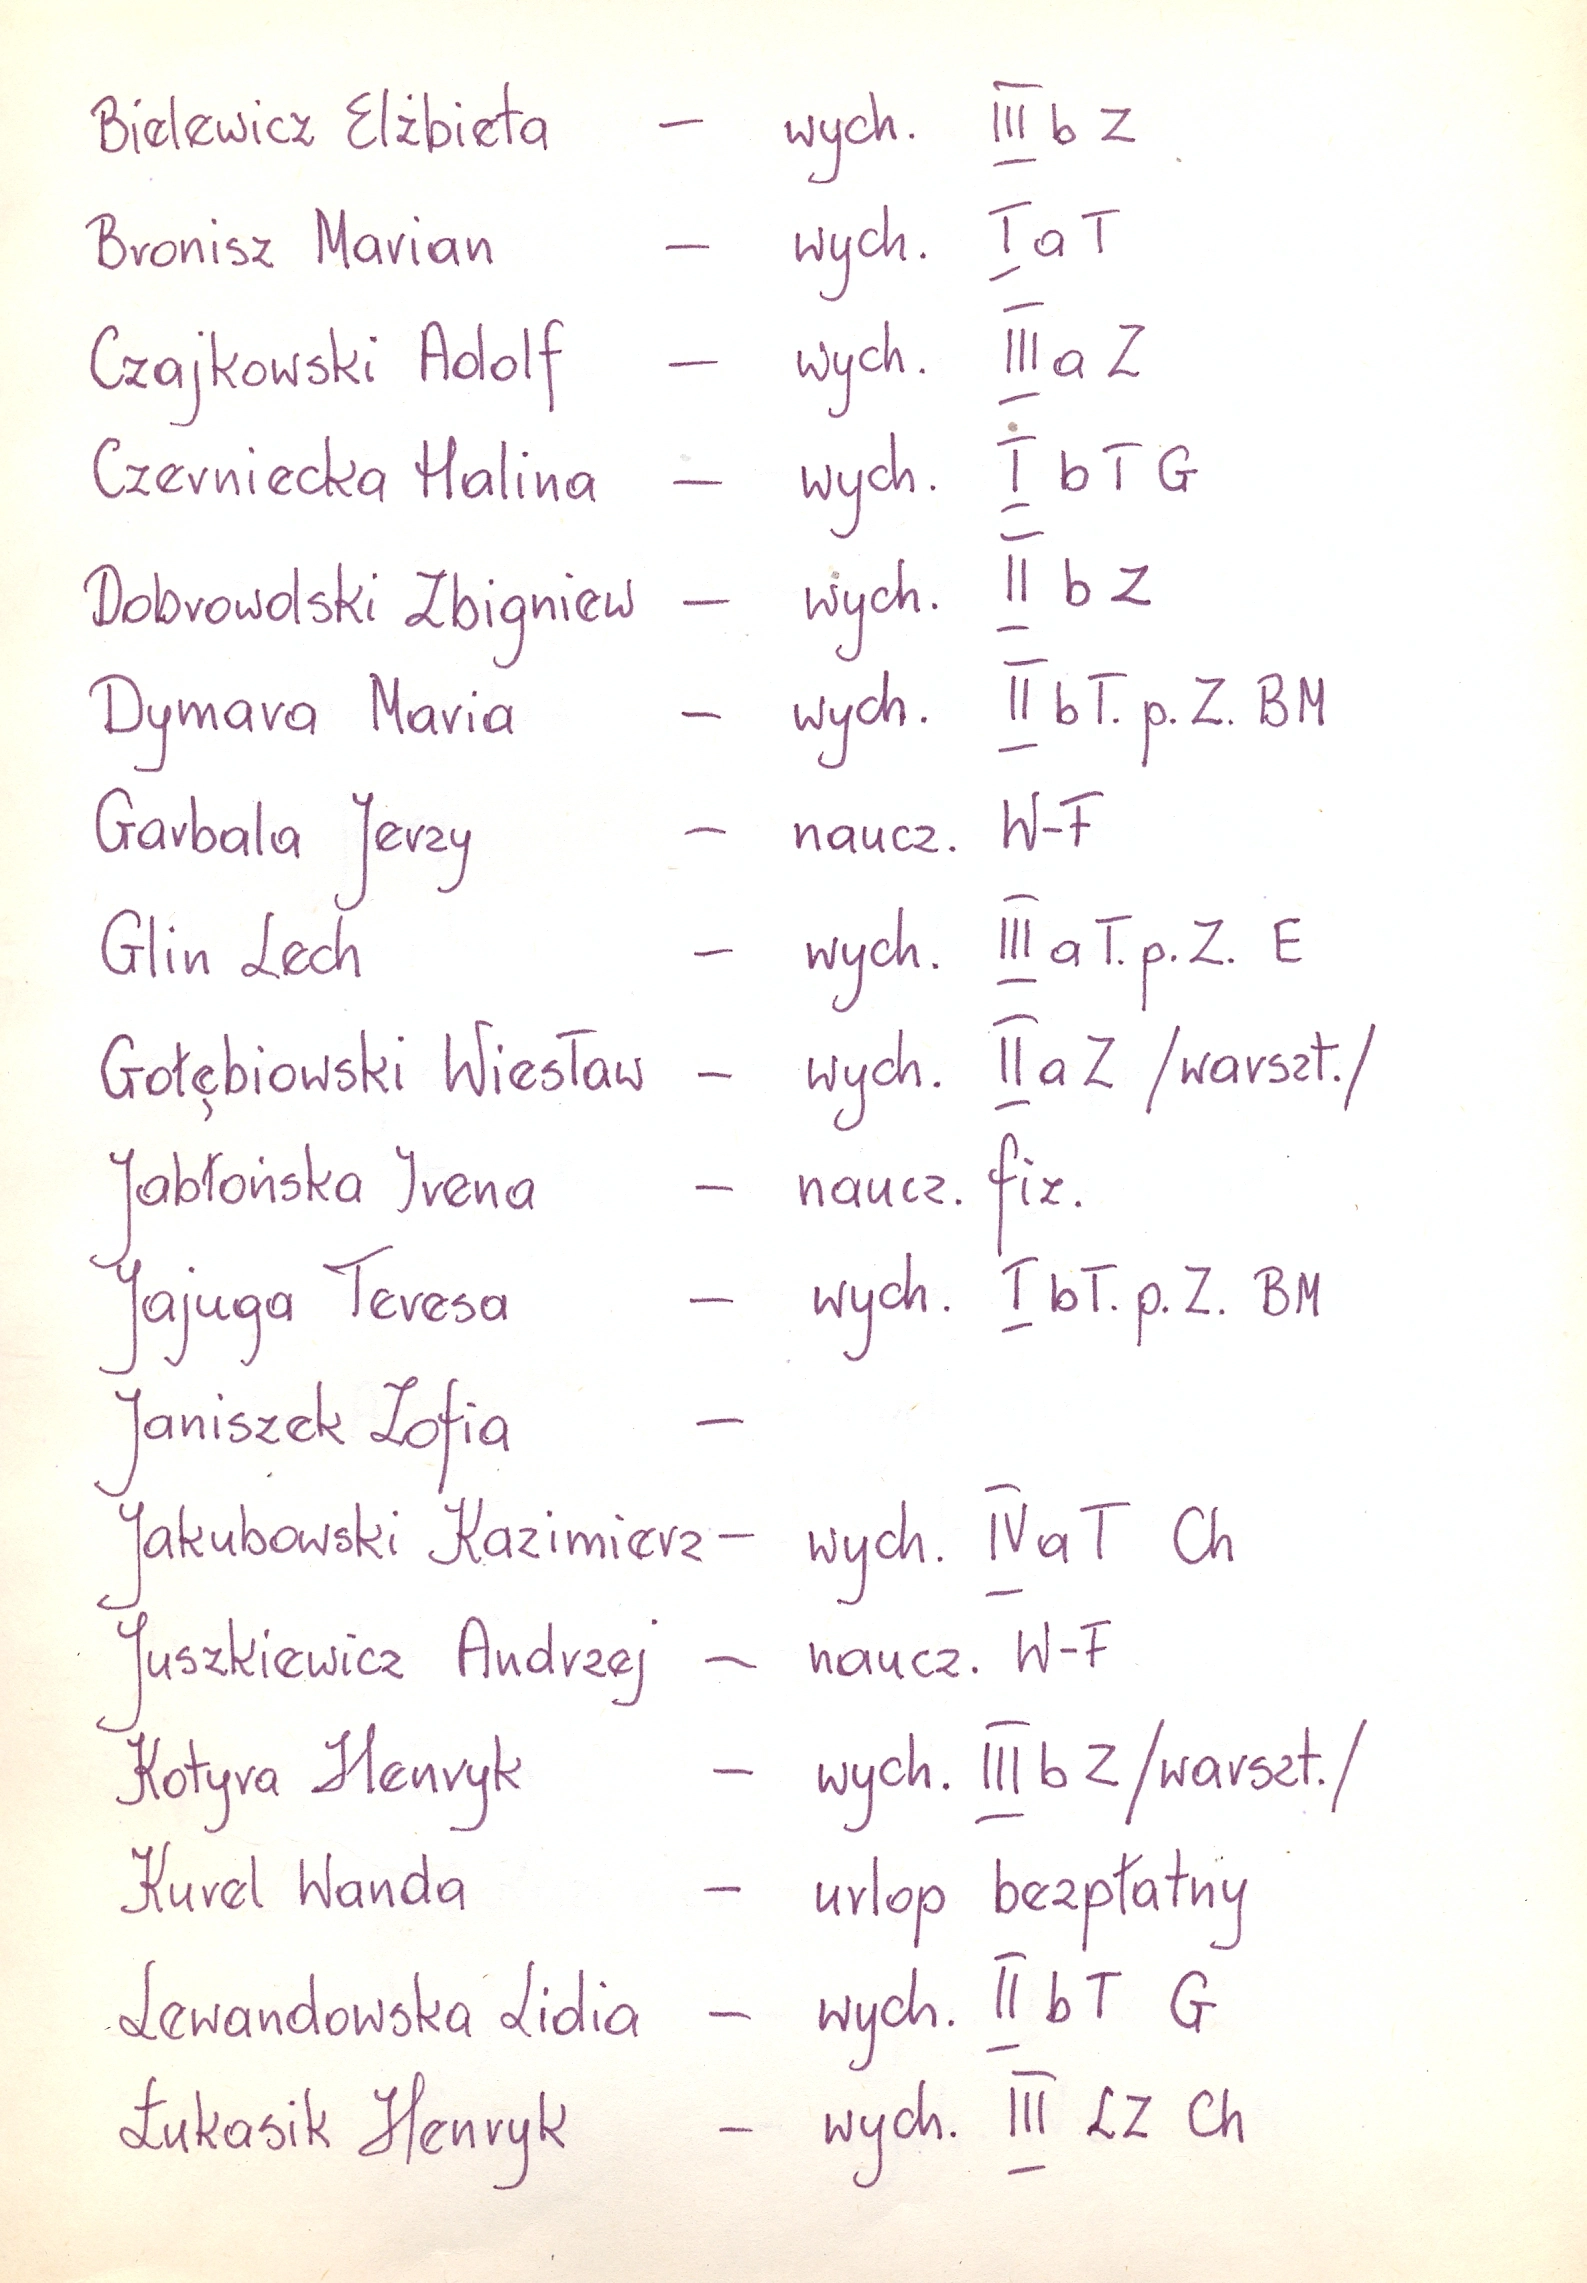 Bielewicz Elżbieta – wych. III b Z
Bronisz Marian – wych. I a T
Czajkowski Adolf – wych. III a Z
Czerniecka Halina – wych. I b T G
Dobrowolski Zbigniew – wych. II b Z
Dymara Maria – wych. II b T. p. Z. BM
Garbala Jerzy – naucz. W-F
Glin Lech – wych. III a T. p. Z. E
Gołębiowski Wiesław – wych. II a Z /warszt./
Jabłońska Irena – naucz. fiz.
Jajuga Teresa – wych. I b T. p. Z. BM
Janiszek Zofia –
Jakubowski Kazimierz – wych. IV a T Ch
Juszkiewicz Andrzej – naucz. W-F
Kotyra Henryk – wych. III b Z /warszt./
Kurel Wanda – urlop bezpłatny
Lewandowska Lidia – wych. II b T G
Łukasik Henryk – wych. III LZ Ch